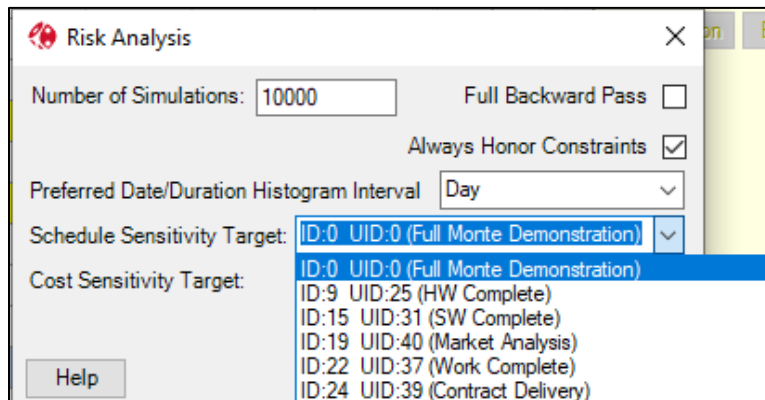 Risk Analysis
on
Number of Simulations: 10000
Full Backward Pass
Always Honor Constraints
Preferred Date/Duration Histogram Interval Day
Schedule Sensitivity Target: ID:0 UID:0 (Full Monte Demonstration)
Cost Sensitivity Target:
ID:0 UID:0 (Full Monte Demonstration)
ID:9 UID:25 (HW Complete)
ID:15 UID:31 (SW Complete)
ID:19 UID:40 (Market Analysis)
ID:22 UID:37 (Work Complete)
ID:24 UID:39 (Contract Delivery)
Help